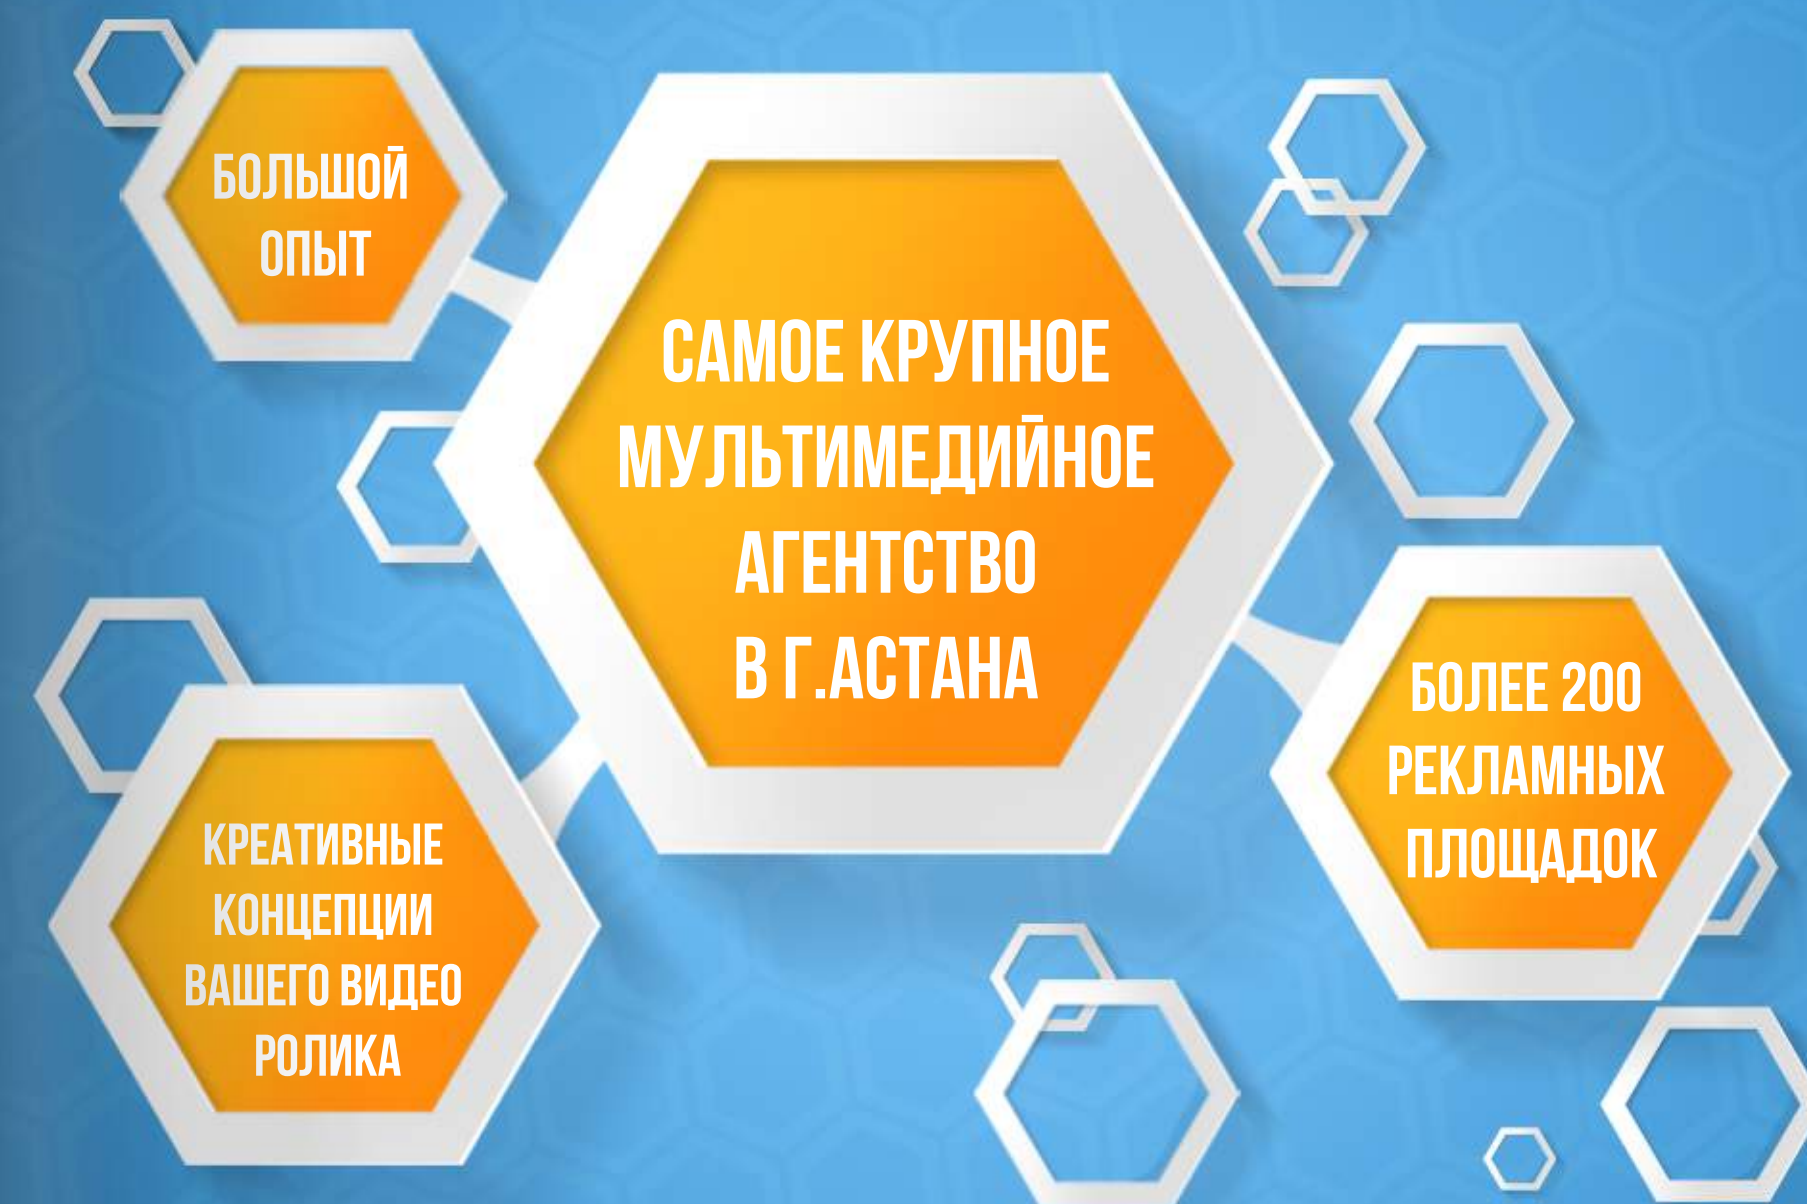 БОЛЬШОЙ
ОПЫТ
САМОЕ КРУПНОЕ
МУЛЬТИМЕДИЙНОЕ
АГЕНТСТВО
В Г.АСТАНА
БОЛЕЕ 200
РЕКЛАМНЫХ
ПЛОЩАДОК
КРЕАТИВНЫЕ
КОНЦЕПЦИИ
ВАШЕГО ВИДЕО
РОЛИКА